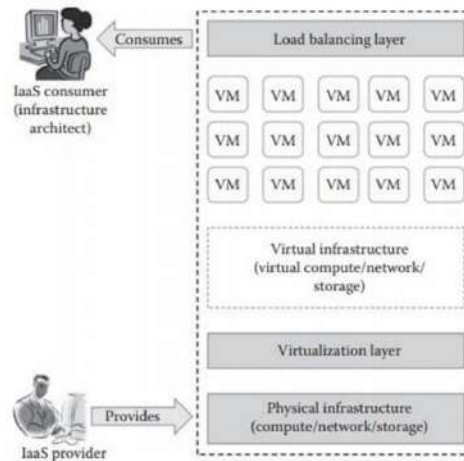 Consumes
Load balancing layer
IaaS consumer
(infrastructure
architect)
VM VM VM VM VM
VM VM VM VM VM
VM VM VM VM VM
Virtual infrastructure
(virtual compute/network/
storage)
Virtualization layer
Provides
Physical infrastructure
(compute/network/storage)
IaaS provider